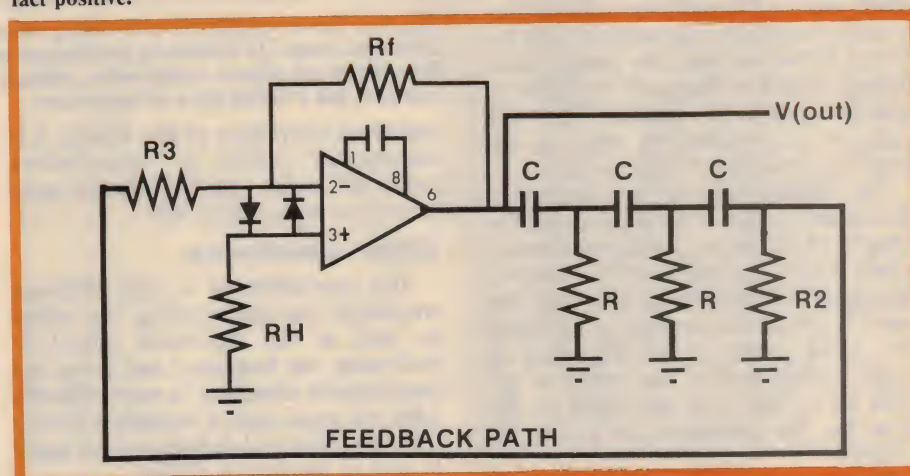 fact positive.
Rf
V(out)
R3
1
8
C
C
C
2-
6
3+
R
R
R2
RH
FEEDBACK PATH